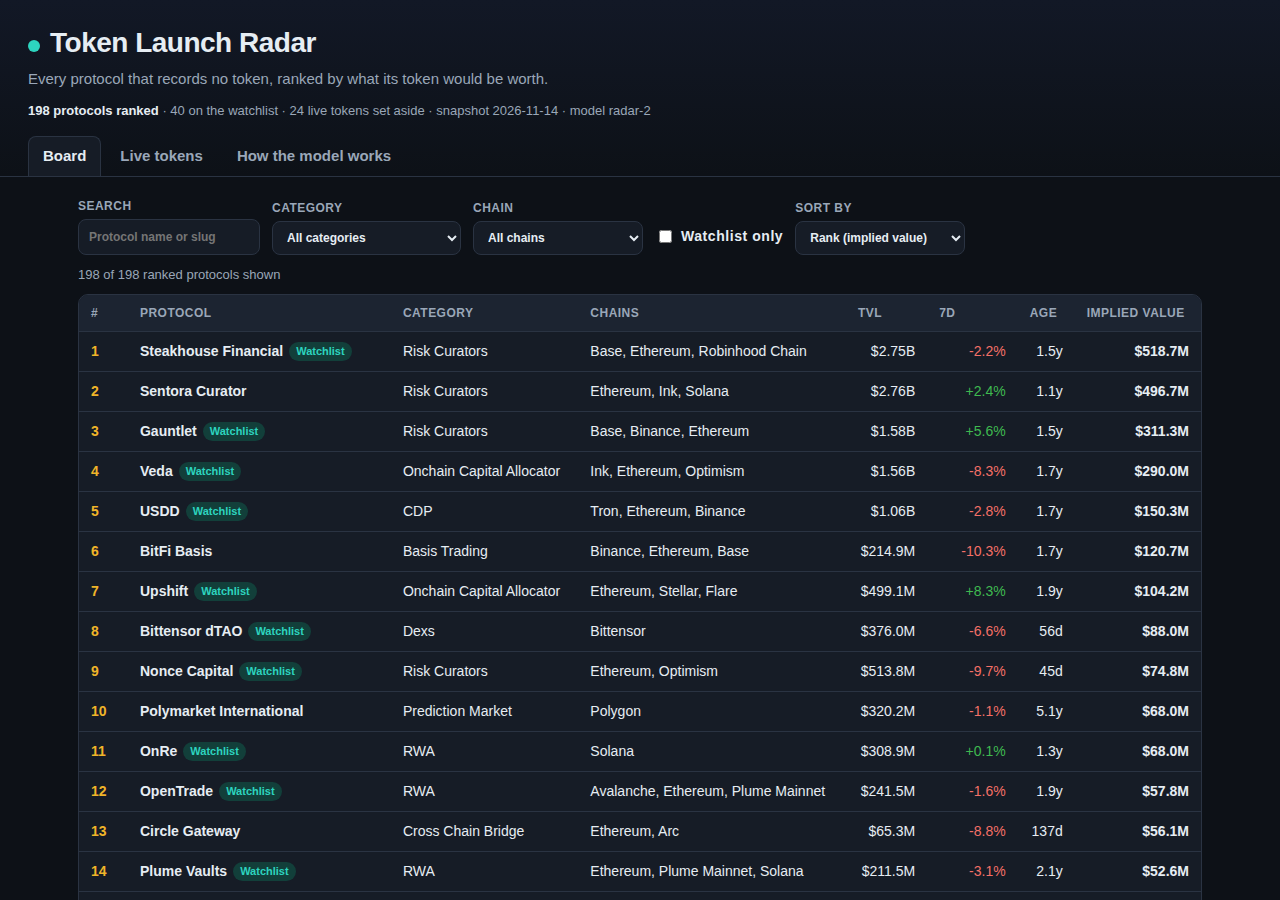 Token Launch Radar
Every protocol that records no token, ranked by what its token would be worth.
198 protocols ranked · 40 on the watchlist · 24 live tokens set aside · snapshot 2026-11-14 · model radar-2
Board Live tokens How the model works
SEARCH CATEGORY CHAIN SORT BY
Protocol name or slug All categories All chains Watchlist only Rank (implied value)
198 of 198 ranked protocols shown
# PROTOCOL CATEGORY CHAINS TVL 7D AGE IMPLIED VALUE
1 Steakhouse Financial Watchlist Risk Curators Base, Ethereum, Robinhood Chain $2.75B -2.2% 1.5y $518.7M
2 Sentora Curator Risk Curators Ethereum, Ink, Solana $2.76B +2.4% 1.1y $496.7M
3 Gauntlet Watchlist Risk Curators Base, Binance, Ethereum $1.58B +5.6% 1.5y $311.3M
4 Veda Watchlist Onchain Capital Allocator Ink, Ethereum, Optimism $1.56B -8.3% 1.7y $290.0M
5 USDD Watchlist CDP Tron, Ethereum, Binance $1.06B -2.8% 1.7y $150.3M
6 BitFi Basis Basis Trading Binance, Ethereum, Base $214.9M -10.3% 1.7y $120.7M
7 Upshift Watchlist Onchain Capital Allocator Ethereum, Stellar, Flare $499.1M +8.3% 1.9y $104.2M
8 Bittensor dTAO Watchlist Dexs Bittensor $376.0M -6.6% 56d $88.0M
9 Nonce Capital Watchlist Risk Curators Ethereum, Optimism $513.8M -9.7% 45d $74.8M
10 Polymarket International Prediction Market Polygon $320.2M -1.1% 5.1y $68.0M
11 OnRe Watchlist RWA Solana $308.9M +0.1% 1.3y $68.0M
12 OpenTrade Watchlist RWA Avalanche, Ethereum, Plume Mainnet $241.5M -1.6% 1.9y $57.8M
13 Circle Gateway Cross Chain Bridge Ethereum, Arc $65.3M -8.8% 137d $56.1M
14 Plume Vaults Watchlist RWA Ethereum, Plume Mainnet, Solana $211.5M -3.1% 2.1y $52.6M